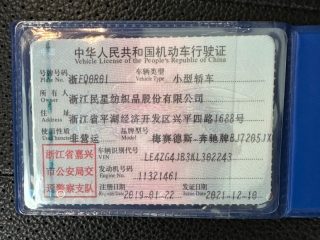 中华人民共和国机动车行驶证
Vehicle License of the People's Republic of China
号牌号码 浙FQ0R81 车辆类型 小型轿车
Plate No. Vehicle Type
所有人 浙江民星纺织品股份有限公司
Owner
住址 浙江省平湖经济开发区兴平四路1688号
Address
使用性质 非营运 品牌型号 梅赛德斯-奔驰牌BJ7205JX
浙江省嘉兴
市公安局交
通警察支队
车辆识别代号 LE4ZG4JB3KL302243
VIN
发动机号码 11321461
Engine No.
注册日期 2019-01-22 发证日期 2021-12-10
Register Date Issue Date